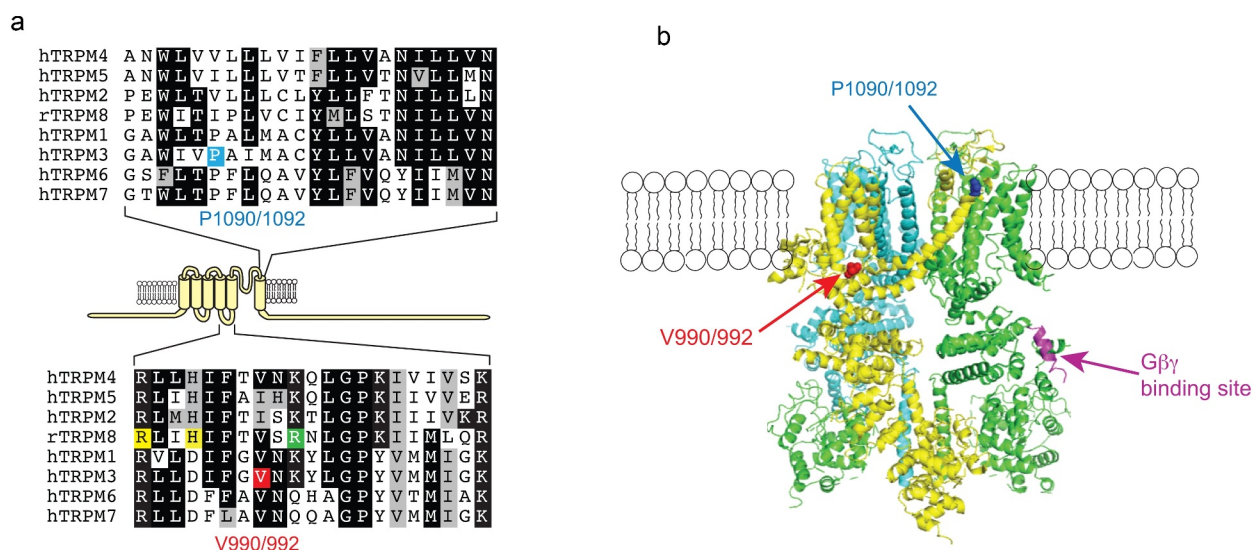 a
hTRPM4 A N W L V V L L L V I F L L V A N I L L V N
hTRPM5 A N W L V I L L L V T F L L V T N V L L M N
hTRPM2 P E W L T V L L L C L Y L L F T N I L L L N
rTRPM8 P E W I T I P L V C I Y M L S T N I L L V N
hTRPM1 G A W L T P A L M A C Y L L V A N I L L V N
hTRPM3 G A W I V P A I M A C Y L L V A N I L L V N
hTRPM6 G S F L T P F L Q A V Y L F V Q Y I I M V N
hTRPM7 G T W L T P F L Q A V Y L F V Q Y I I M V N
P1090/1092
hTRPM4 R L L H I F T V N K Q L G P K I V I V S K
hTRPM5 R L I H I F A I H K Q L G P K I I V V E R
hTRPM2 R L M H I F T I S K T L G P K I I I V K R
rTRPM8 R L I H I F T V S R N L G P K I I M L Q R
hTRPM1 R V L D I F G V N K Y L G P Y V M M I G K
hTRPM3 R L L D I F G V N K Y L G P Y V M M I G K
hTRPM6 R L L D F F A V N Q H A G P Y V T M I A K
hTRPM7 R L L D F L A V N Q Q A G P Y V M M I G K
V990/992
b
P1090/1092
V990/992
Gβγ
binding site